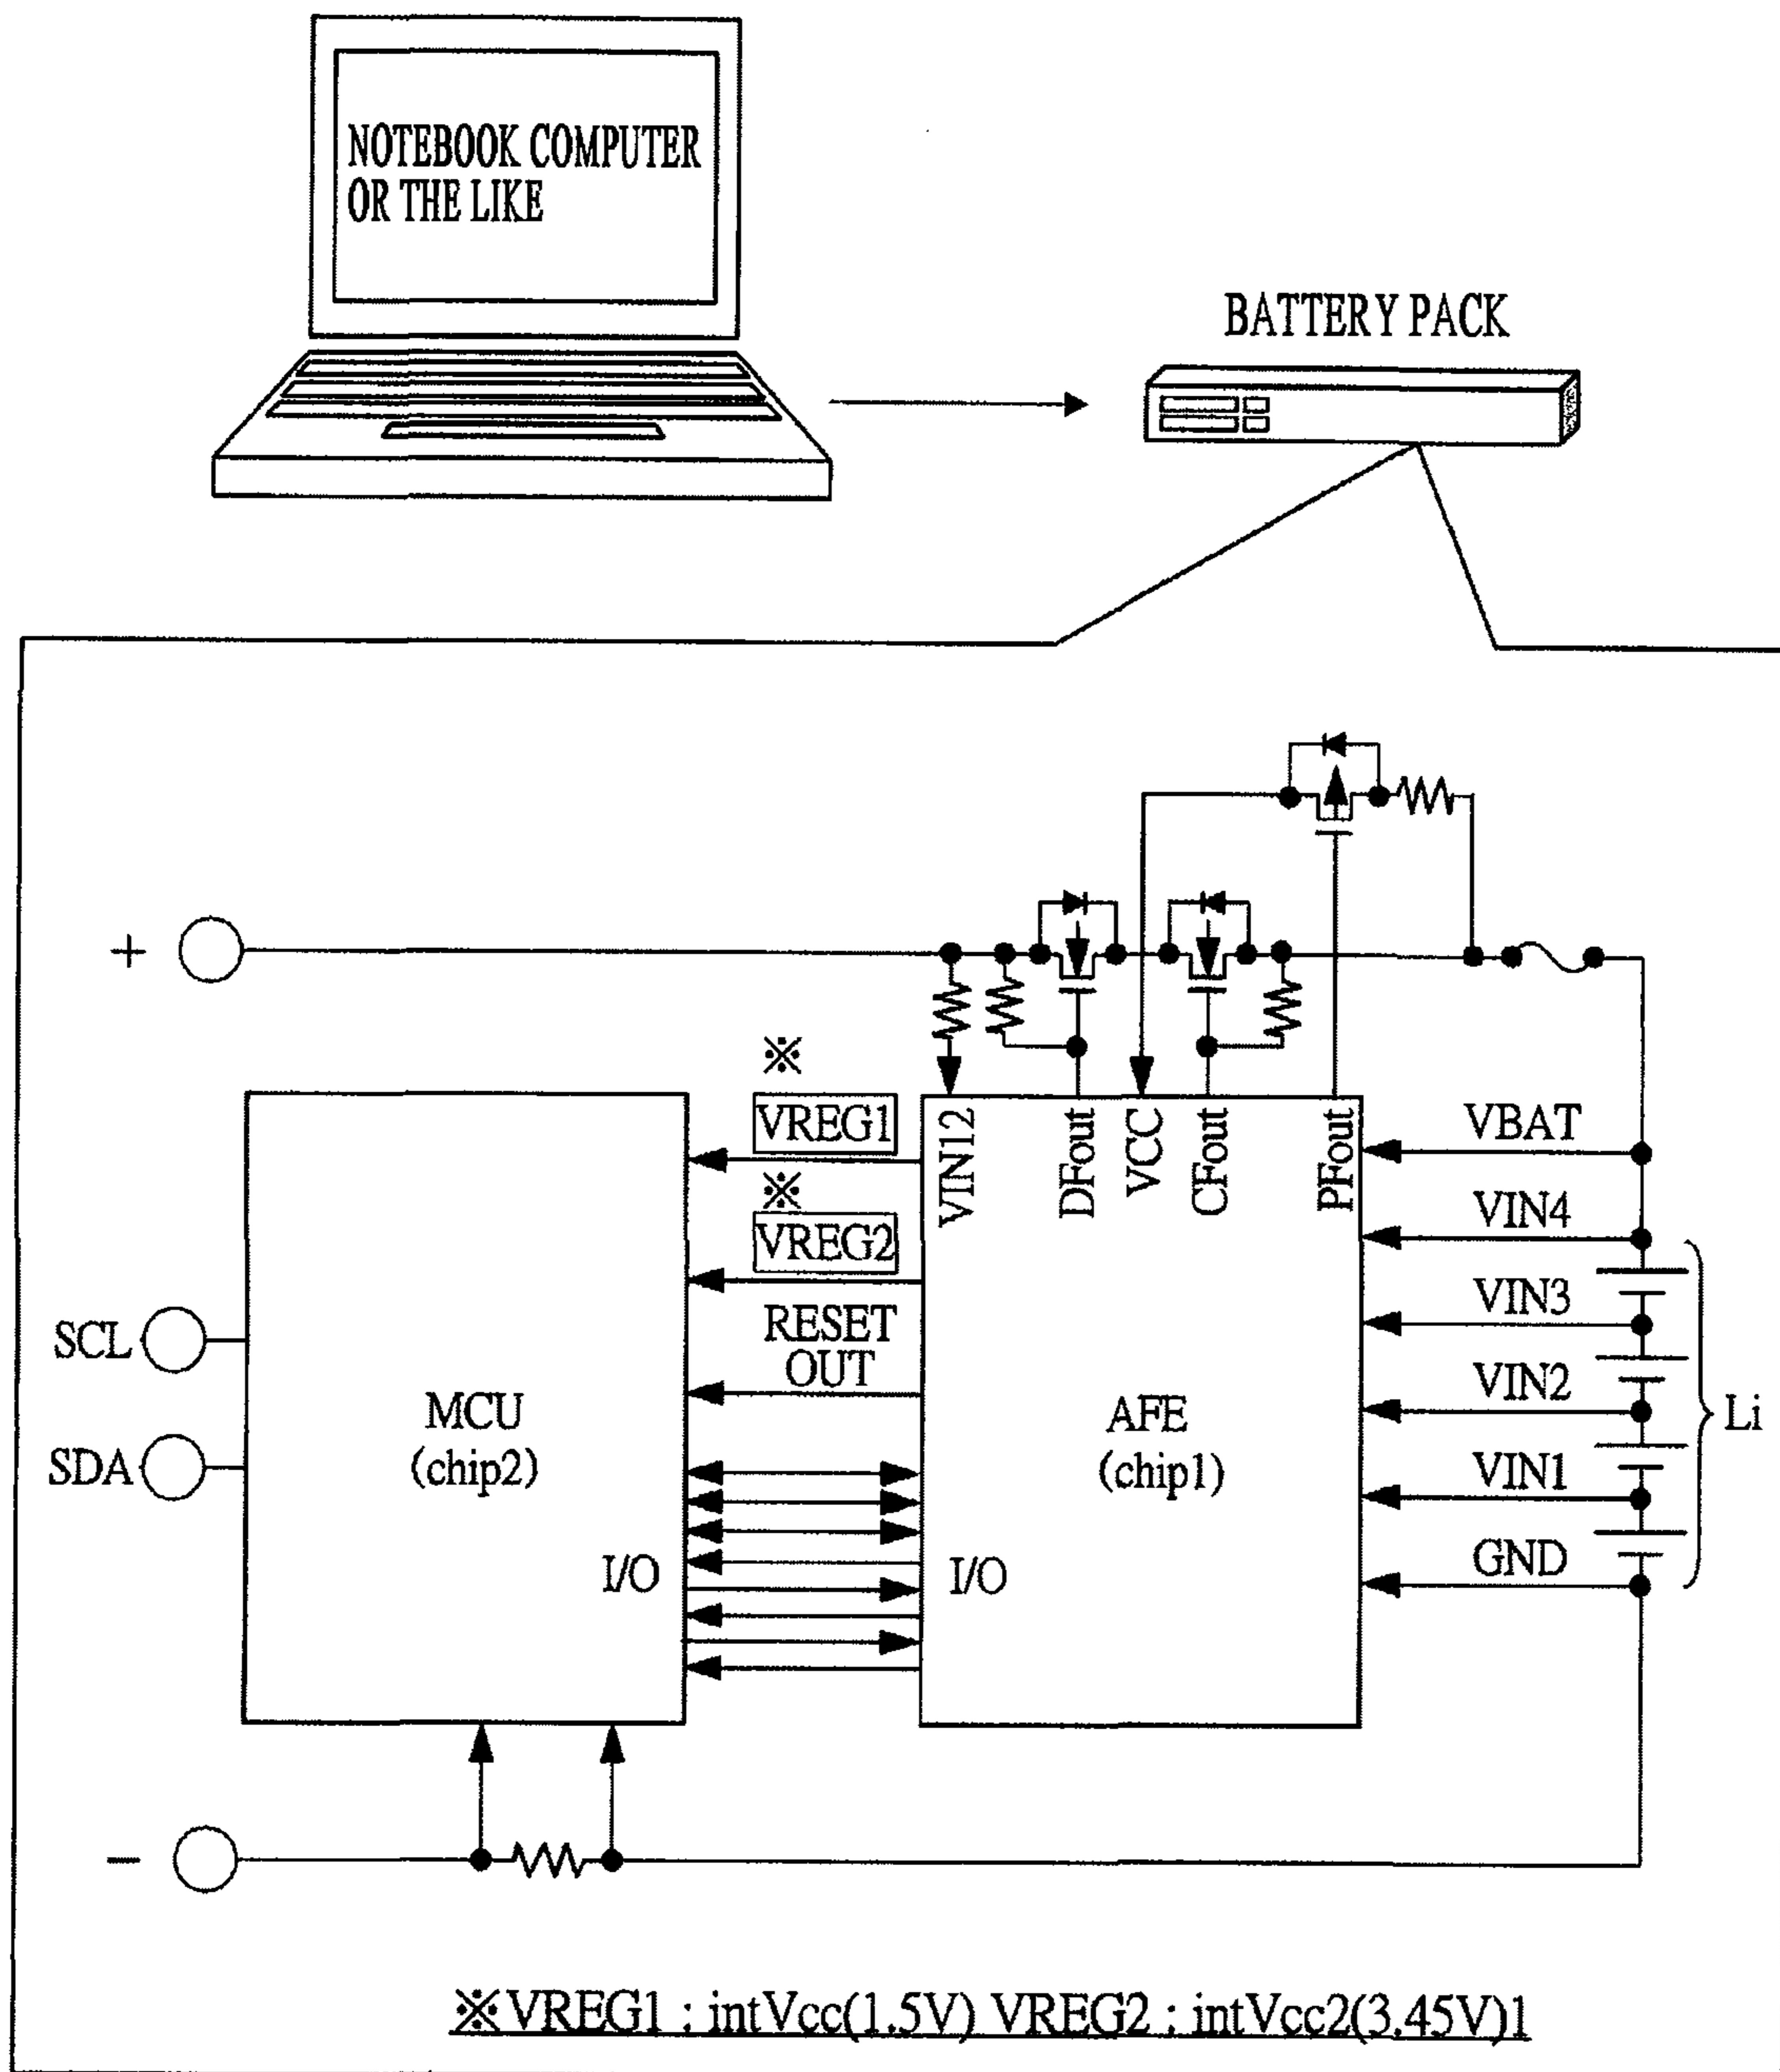 NOTEBOOK COMPUTER
OR THE LIKE
BATTERY PACK
+
※
VREG1
※
VREG2
RESET
OUT
VIN12
DFout
VCC
CFout
PFout
VBAT
VIN4
VIN3
VIN2
VIN1
GND
Li
SCL
SDA
MCU
(chip2)
AFE
(chip1)
I/O
I/O
−
※VREG1 : intVcc(1.5V) VREG2 : intVcc2(3.45V)1